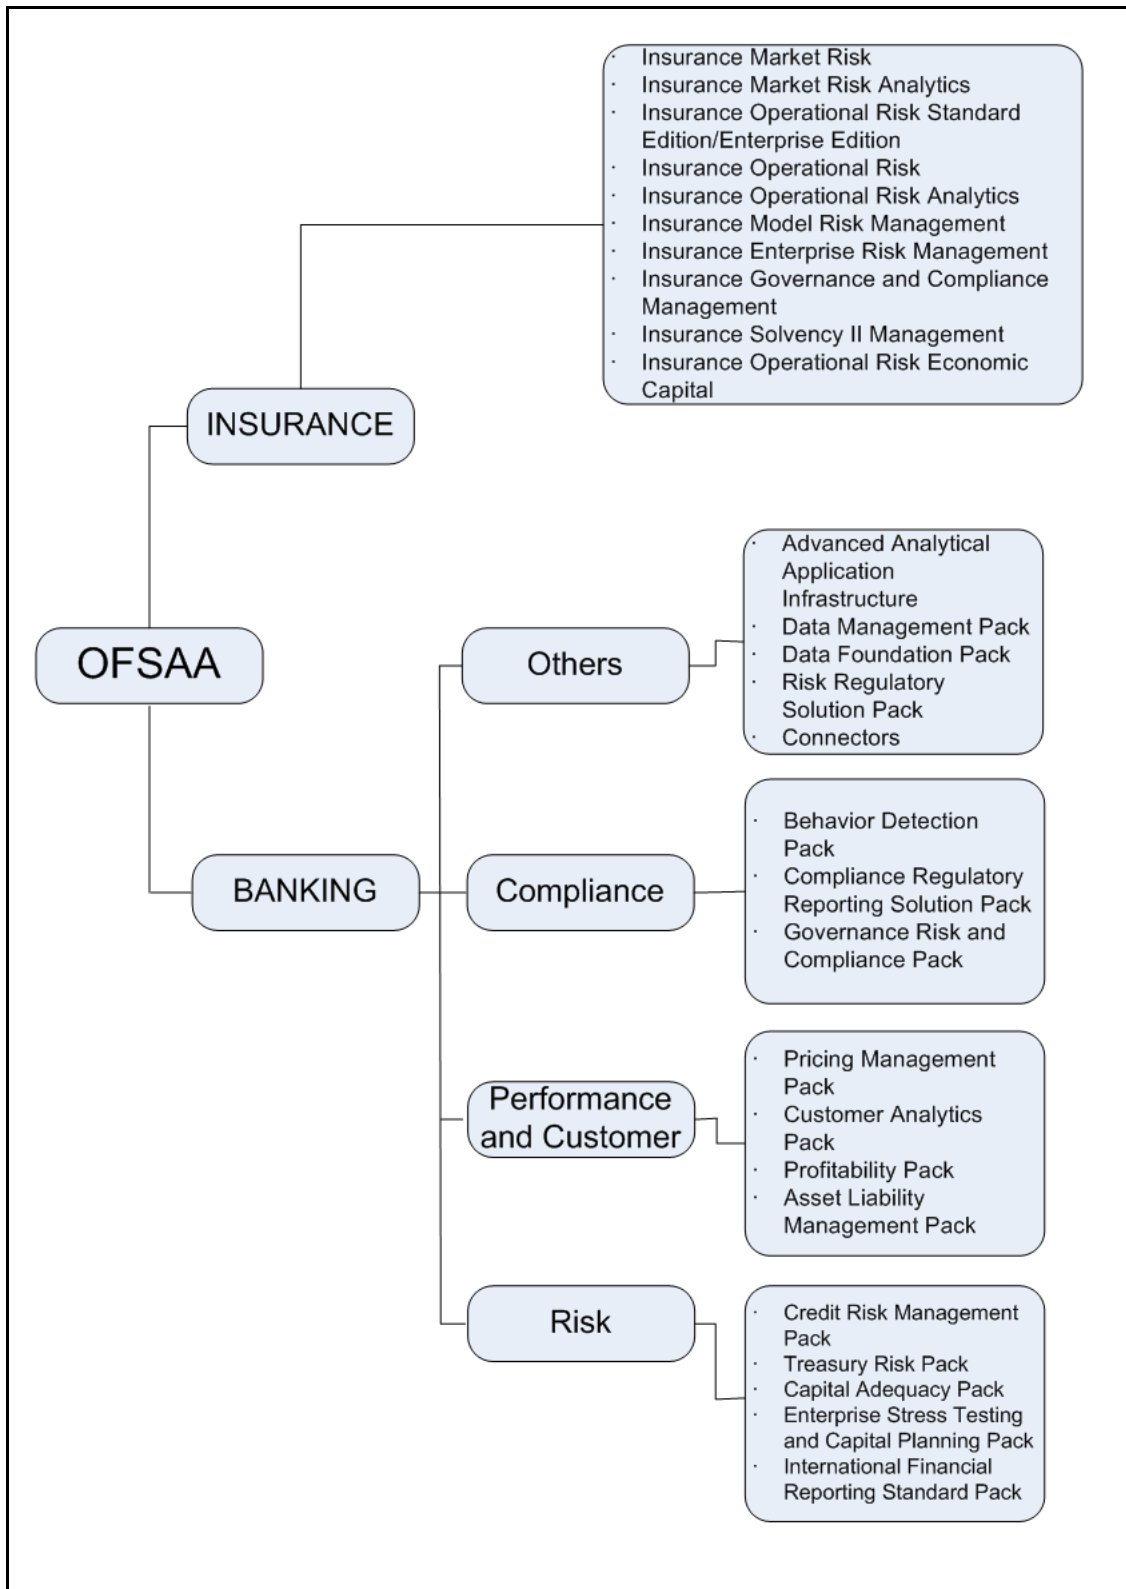 · Insurance Market Risk
· Insurance Market Risk Analytics
· Insurance Operational Risk Standard
Edition/Enterprise Edition
· Insurance Operational Risk
· Insurance Operational Risk Analytics
· Insurance Model Risk Management
· Insurance Enterprise Risk Management
· Insurance Governance and Compliance
Management
· Insurance Solvency II Management
· Insurance Operational Risk Economic
Capital
INSURANCE
OFSAA
BANKING
Others
· Advanced Analytical
Application
Infrastructure
· Data Management Pack
· Data Foundation Pack
· Risk Regulatory
Solution Pack
· Connectors
Compliance
· Behavior Detection
Pack
· Compliance Regulatory
Reporting Solution Pack
· Governance Risk and
Compliance Pack
Performance
and Customer
· Pricing Management
Pack
· Customer Analytics
Pack
· Profitability Pack
· Asset Liability
Management Pack
Risk
· Credit Risk Management
Pack
· Treasury Risk Pack
· Capital Adequacy Pack
· Enterprise Stress Testing
and Capital Planning Pack
· International Financial
Reporting Standard Pack